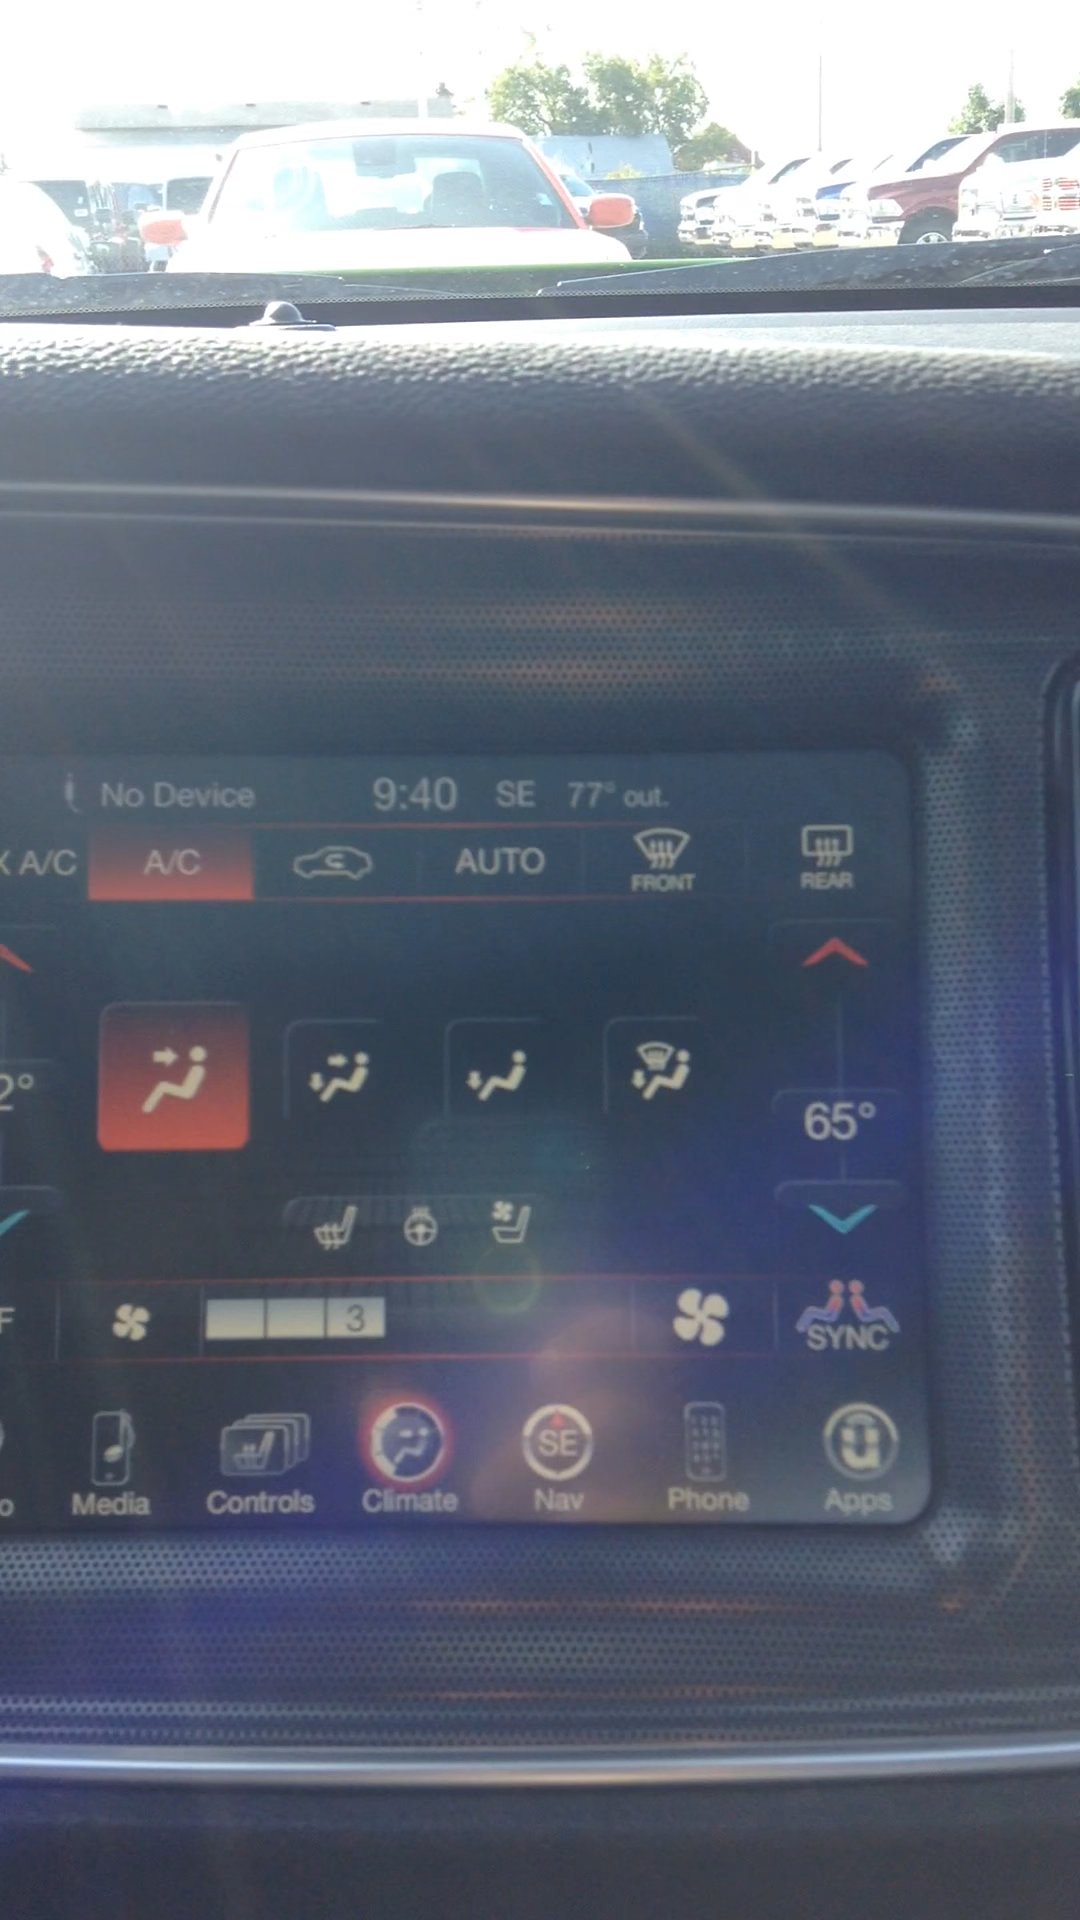 No Device 9:40 SE 77° out.
X A/C A/C AUTO FRONT REAR
2° 65°
F 3 SYNC
SE
o Media Controls Climate Nav Phone Apps